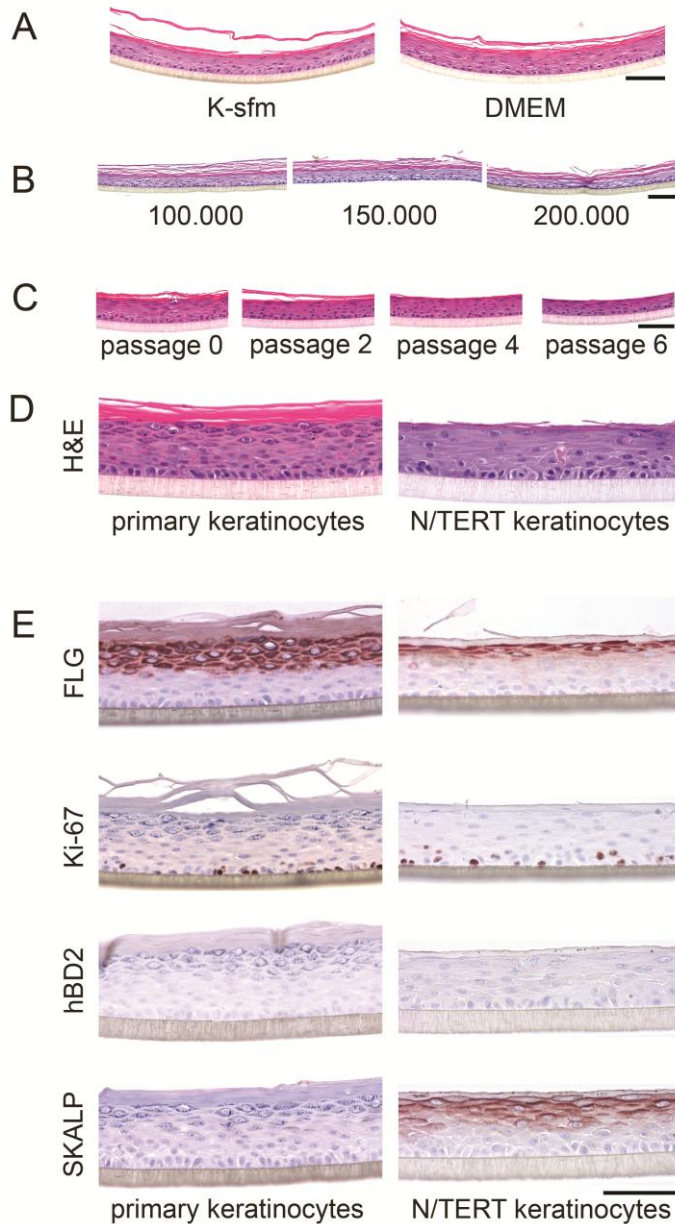 A
K-sfm DMEM
B
100.000 150.000 200.000
C
passage 0 passage 2 passage 4 passage 6
D
H&E
primary keratinocytes N/TERT keratinocytes
E
FLG
Ki-67
hBD2
SKALP
primary keratinocytes N/TERT keratinocytes